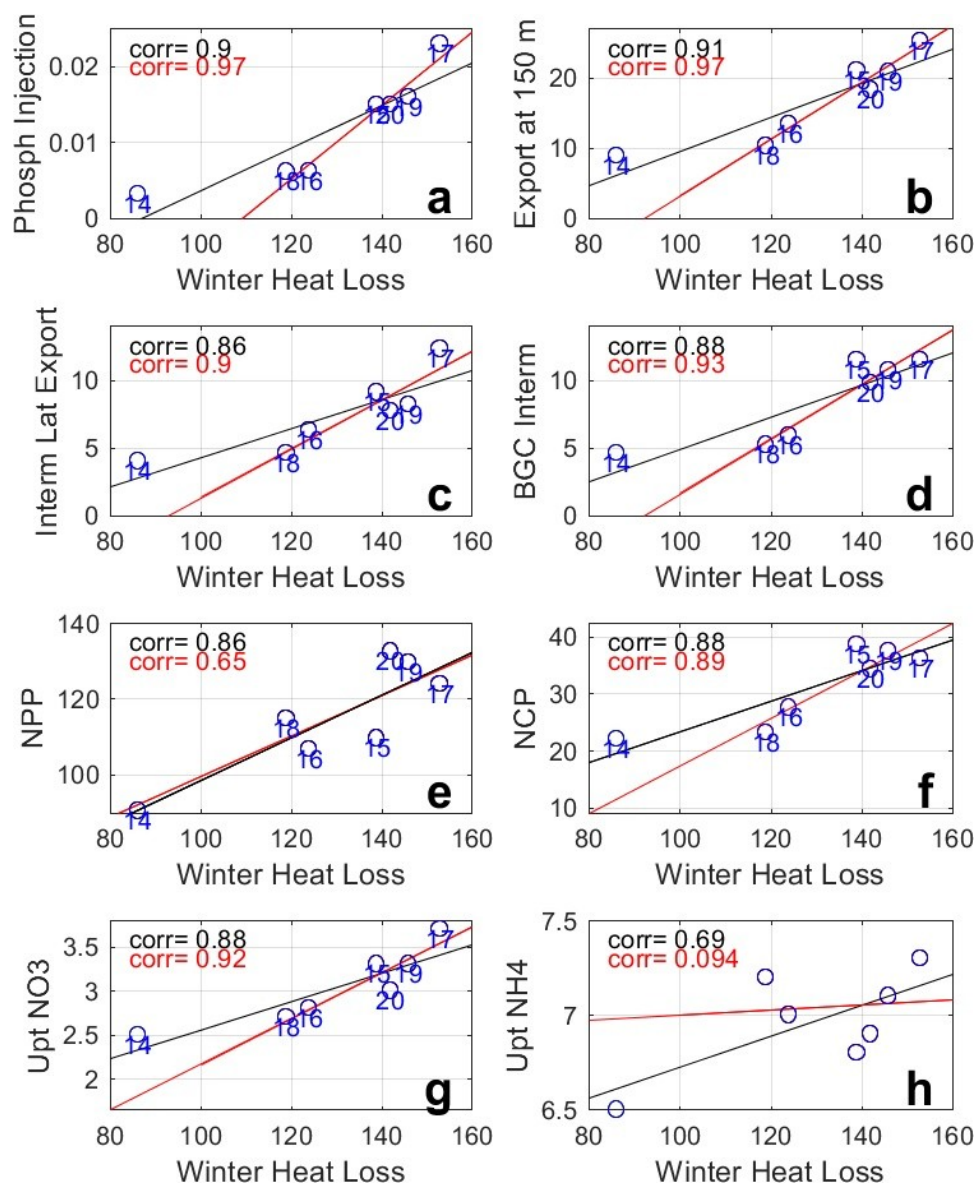 Phosph Injection
corr= 0.9
corr= 0.97
0.02
0.01
0
14
18 16
15 20 19
17
a
80 100 120 140 160
Winter Heat Loss
Export at 150 m
corr= 0.91
corr= 0.97
20
10
0
14
18
16
15
20
19
17
b
80 100 120 140 160
Winter Heat Loss
Interm Lat Export
corr= 0.86
corr= 0.9
10
5
0
14
18
16
15
20
19
17
c
80 100 120 140 160
Winter Heat Loss
BGC Interm
corr= 0.88
corr= 0.93
10
5
0
14
18
16
15
20
19
17
d
80 100 120 140 160
Winter Heat Loss
NPP
corr= 0.86
corr= 0.65
140
120
100
14
18
16
15
20
19
17
e
80 100 120 140 160
Winter Heat Loss
NCP
corr= 0.88
corr= 0.89
40
30
20
10
14
18
16
15
20
19
17
f
80 100 120 140 160
Winter Heat Loss
Upt NO3
corr= 0.88
corr= 0.92
3.5
3
2.5
2
14
18
16
15
20
19
17
g
80 100 120 140 160
Winter Heat Loss
Upt NH4
corr= 0.69
corr= 0.094
7.5
7
6.5
h
80 100 120 140 160
Winter Heat Loss